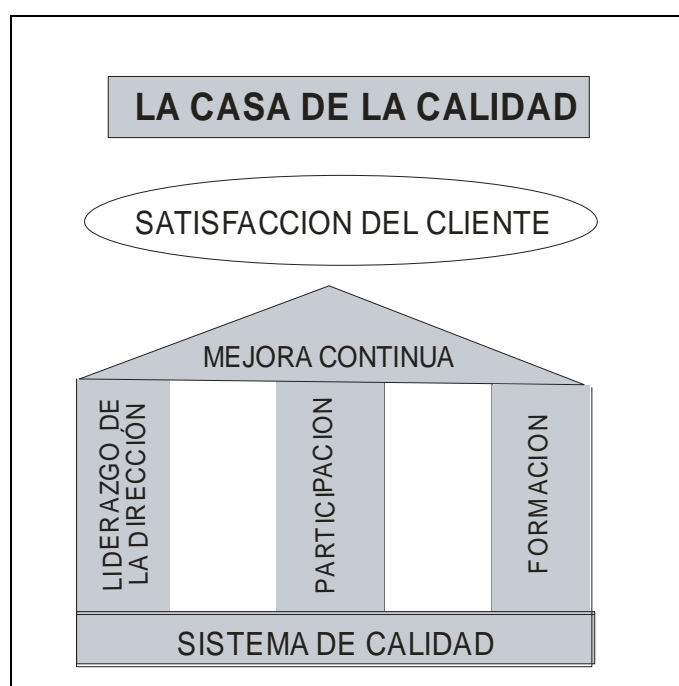 LA CASA DE LA CALIDAD
SATISFACCION DEL CLIENTE
MEJORA CONTINUA
LIDERAZGO DE
LA DIRECCIÓN
PARTICIPACION
FORMACION
SISTEMA DE CALIDAD